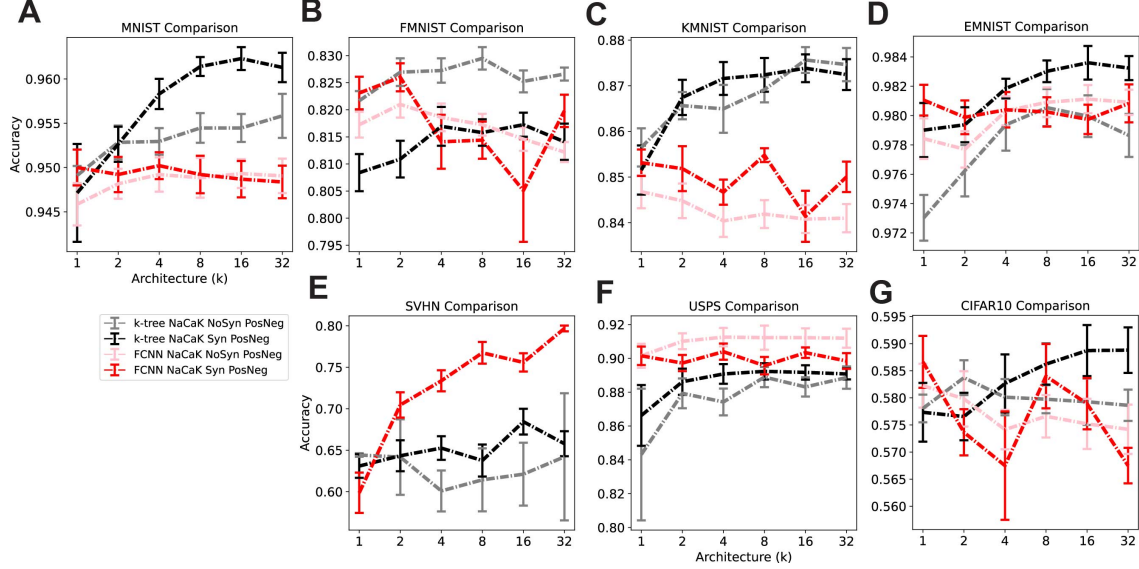 A
MNIST Comparison
Accuracy
0.960
0.955
0.950
0.945
1 2 4 8 16 32
Architecture (k)
B
FMNIST Comparison
0.830
0.825
0.820
0.815
0.810
0.805
0.800
0.795
1 2 4 8 16 32
Architecture (k)
C
KMNIST Comparison
0.88
0.87
0.86
0.85
0.84
1 2 4 8 16 32
D
EMNIST Comparison
0.984
0.982
0.980
0.978
0.976
0.974
0.972
1 2 4 8 16 32
k-tree NaCaK NoSyn PosNeg
k-tree NaCaK Syn PosNeg
FCNN NaCaK NoSyn PosNeg
FCNN NaCaK Syn PosNeg
E
SVHN Comparison
Accuracy
0.80
0.75
0.70
0.65
0.60
1 2 4 8 16 32
F
USPS Comparison
0.92
0.90
0.88
0.86
0.84
0.82
0.80
1 2 4 8 16 32
Architecture (k)
G
CIFAR10 Comparison
0.595
0.590
0.585
0.580
0.575
0.570
0.565
0.560
1 2 4 8 16 32